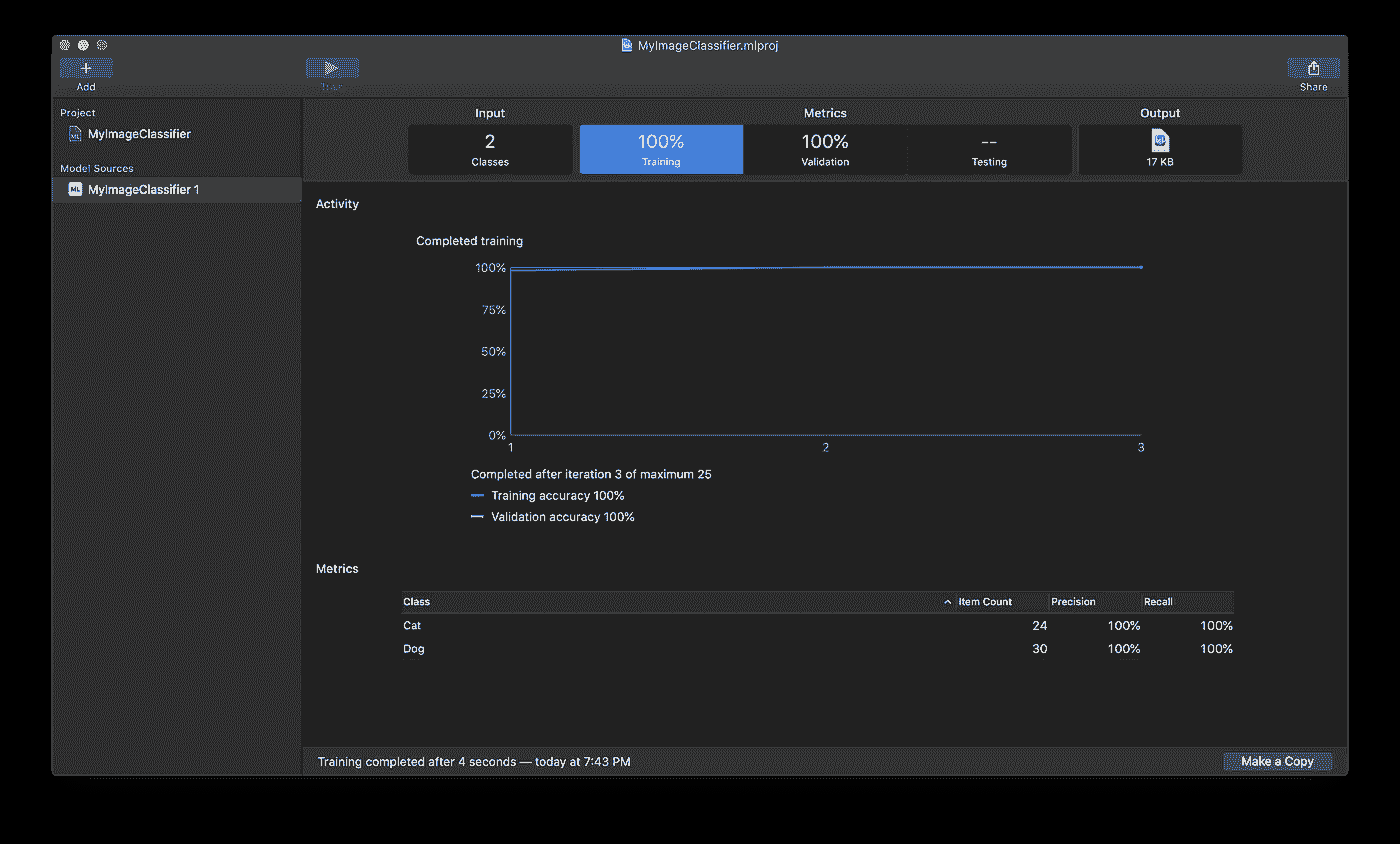 MyImageClassifier.mlproj
Add
Train
Share
Project
MyImageClassifier
Model Sources
ML MyImageClassifier 1
Input
Metrics
Output
2
Classes
100%
Training
100%
Validation
--
Testing
17 KB
Activity
Completed training
100%
75%
50%
25%
0%
1 2 3
Completed after iteration 3 of maximum 25
Training accuracy 100%
Validation accuracy 100%
Metrics
Class Item Count Precision Recall
Cat 24 100% 100%
Dog 30 100% 100%
Training completed after 4 seconds — today at 7:43 PM
Make a Copy